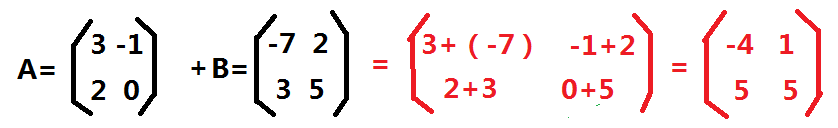 A= (3 -1 +B= (-7 2 = (3+(-7) -1+2) = (-4 1
2 0) 3 5) 2+3 0+5 5 5)